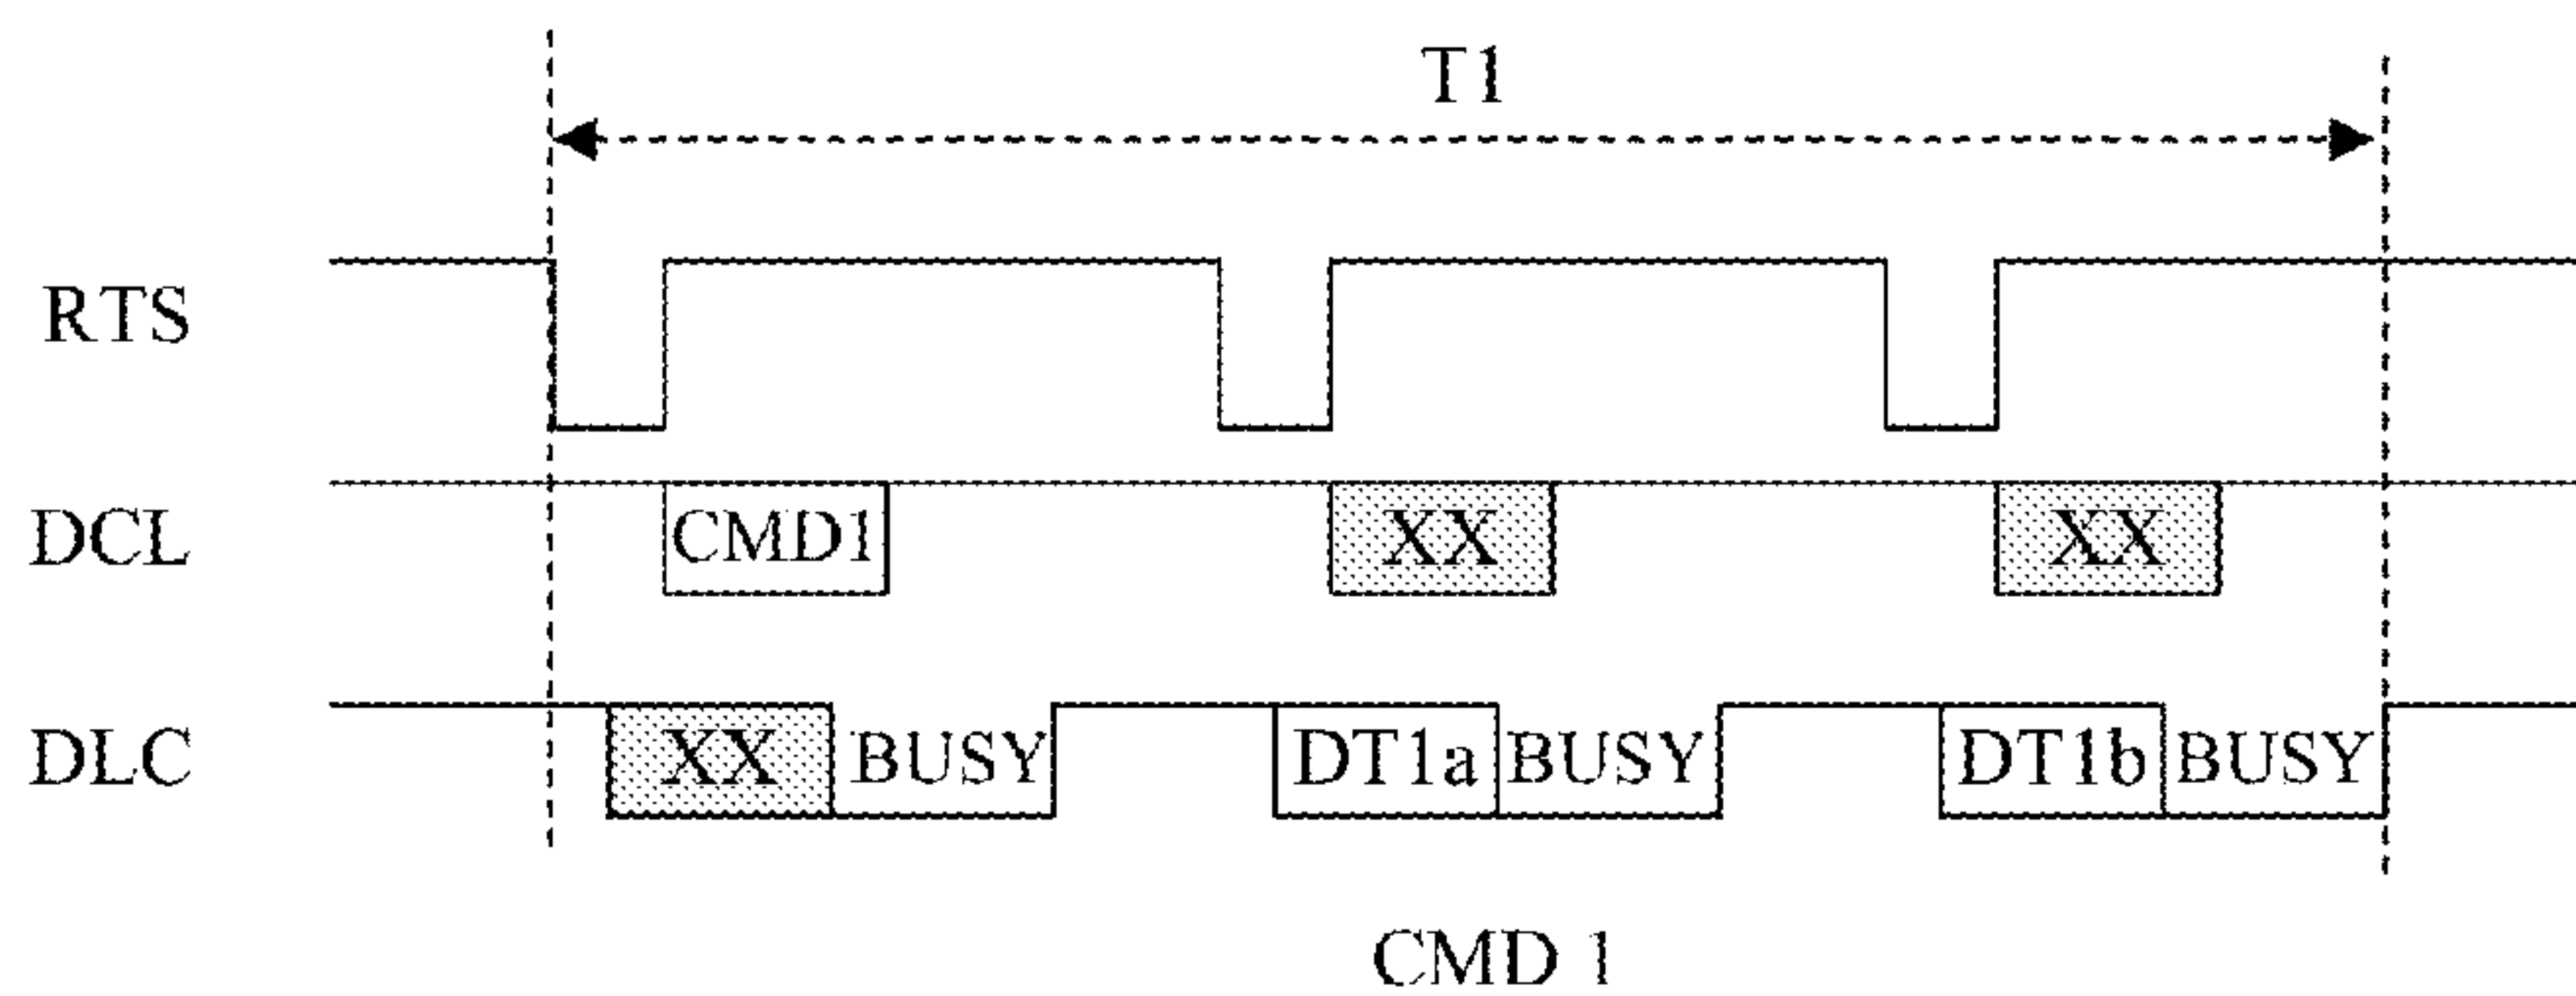 T1
RTS
DCL CMD1 XX XX
DLC XX BUSY DT1a BUSY DT1b BUSY
CMD 1